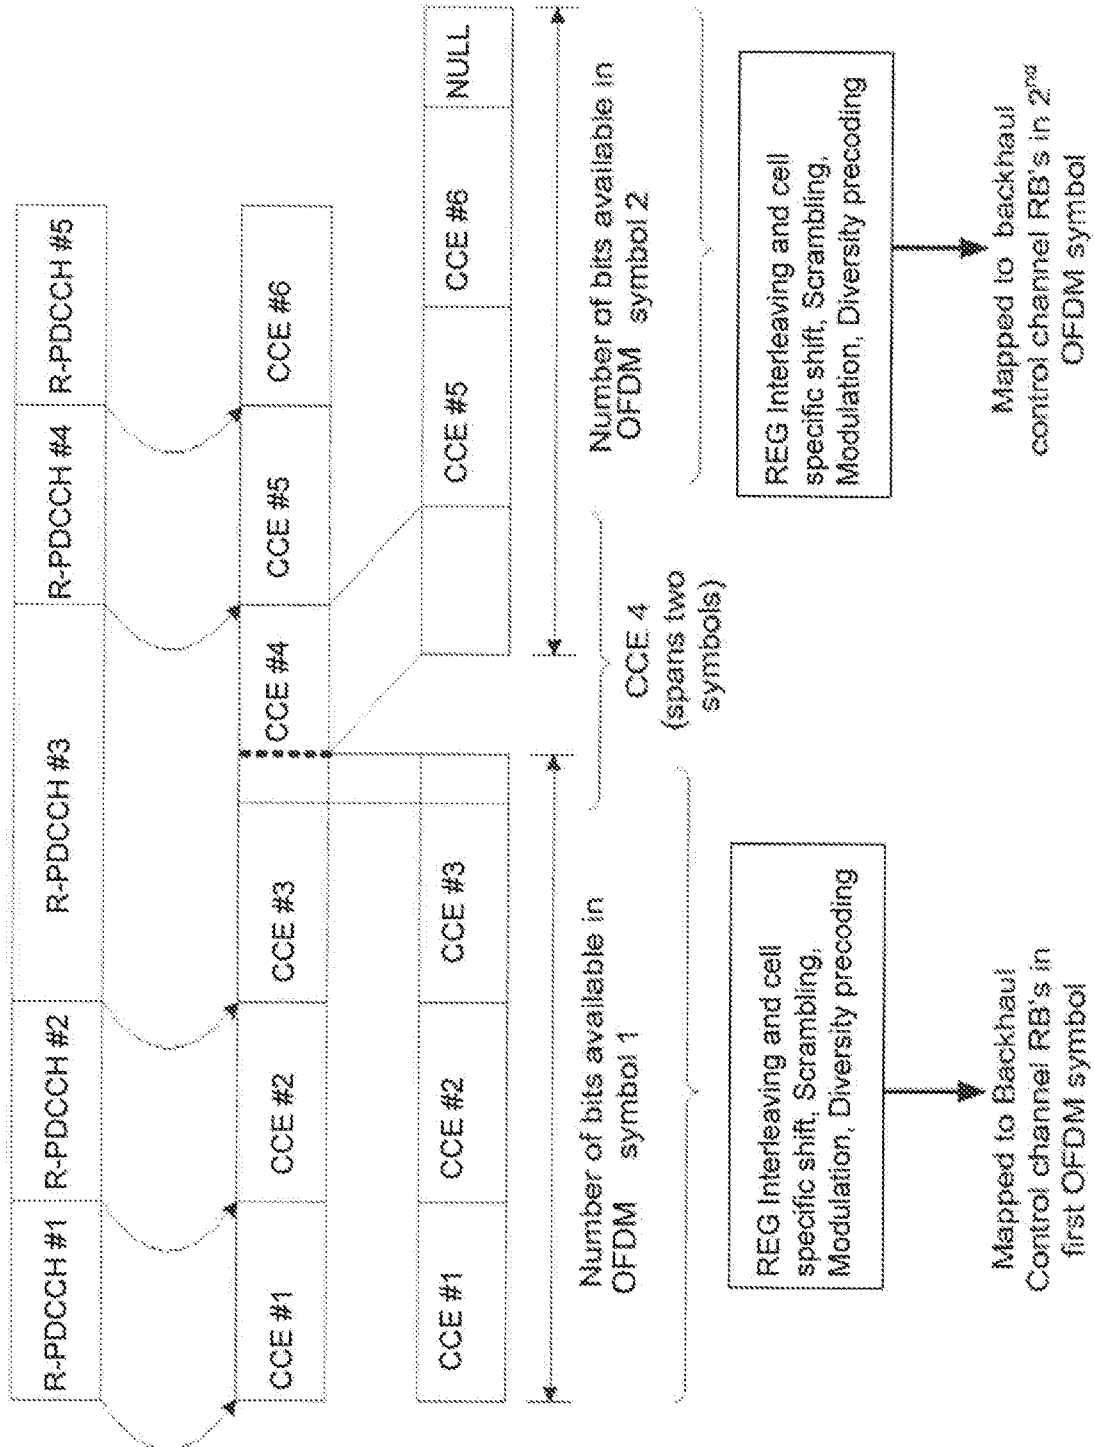 R-PDCCH #1
R-PDCCH #2
R-PDCCH #3
R-PDCCH #4
R-PDCCH #5
CCE #1
CCE #2
CCE #3
CCE #4
CCE #5
CCE #6
CCE #1
CCE #2
CCE #3
CCE #5
CCE #6
NULL
Number of bits available in
OFDM symbol 1
CCE 4
(spans two
symbols)
Number of bits available in
OFDM symbol 2
REG Interleaving and cell
specific shift, Scrambling,
Modulation, Diversity precoding
REG Interleaving and cell
specific shift, Scrambling,
Modulation, Diversity precoding
Mapped to Backhaul
Control channel RB's in
first OFDM symbol
Mapped to backhaul
control channel RB's in 2nd
OFDM symbol